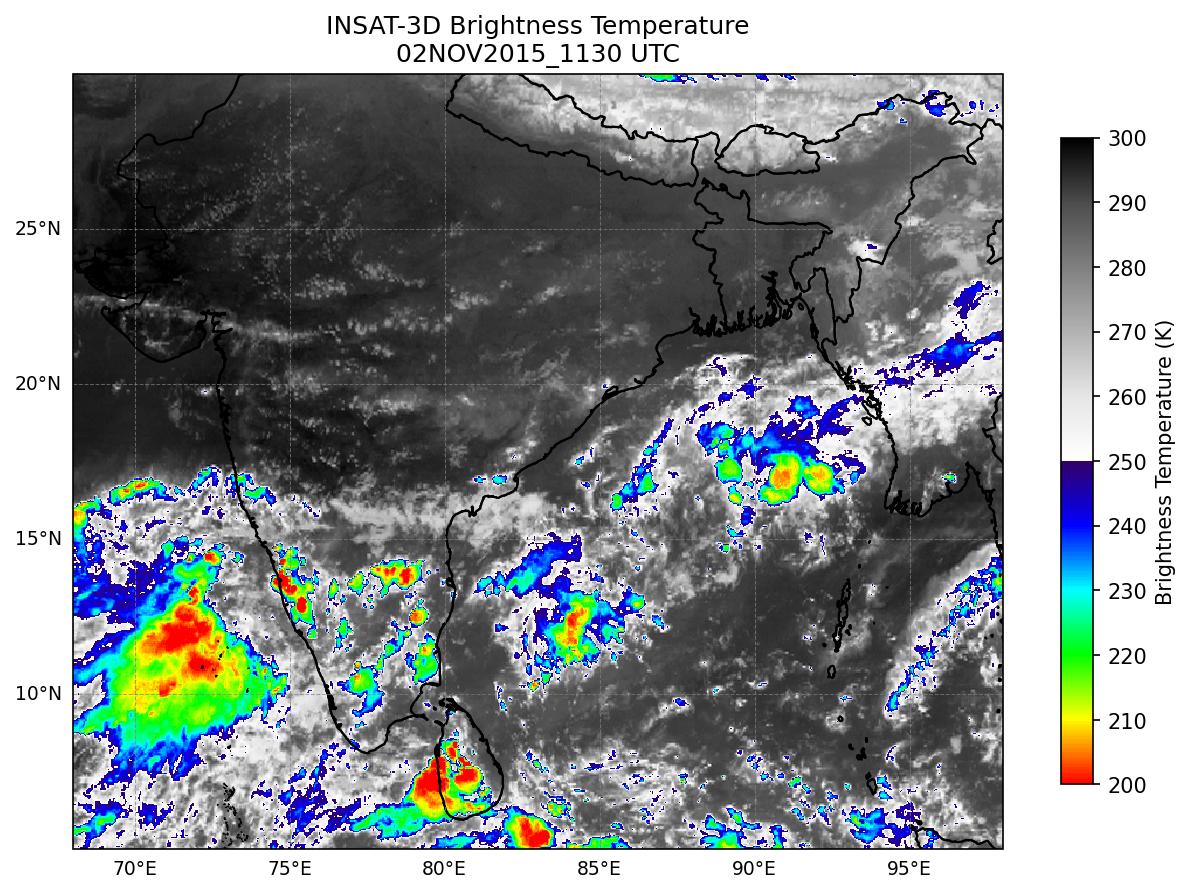 INSAT-3D Brightness Temperature
02NOV2015_1130 UTC
25°N
20°N
15°N
10°N
70°E
75°E
80°E
85°E
90°E
95°E
300
290
280
270
260
250
240
230
220
210
200
Brightness Temperature (K)